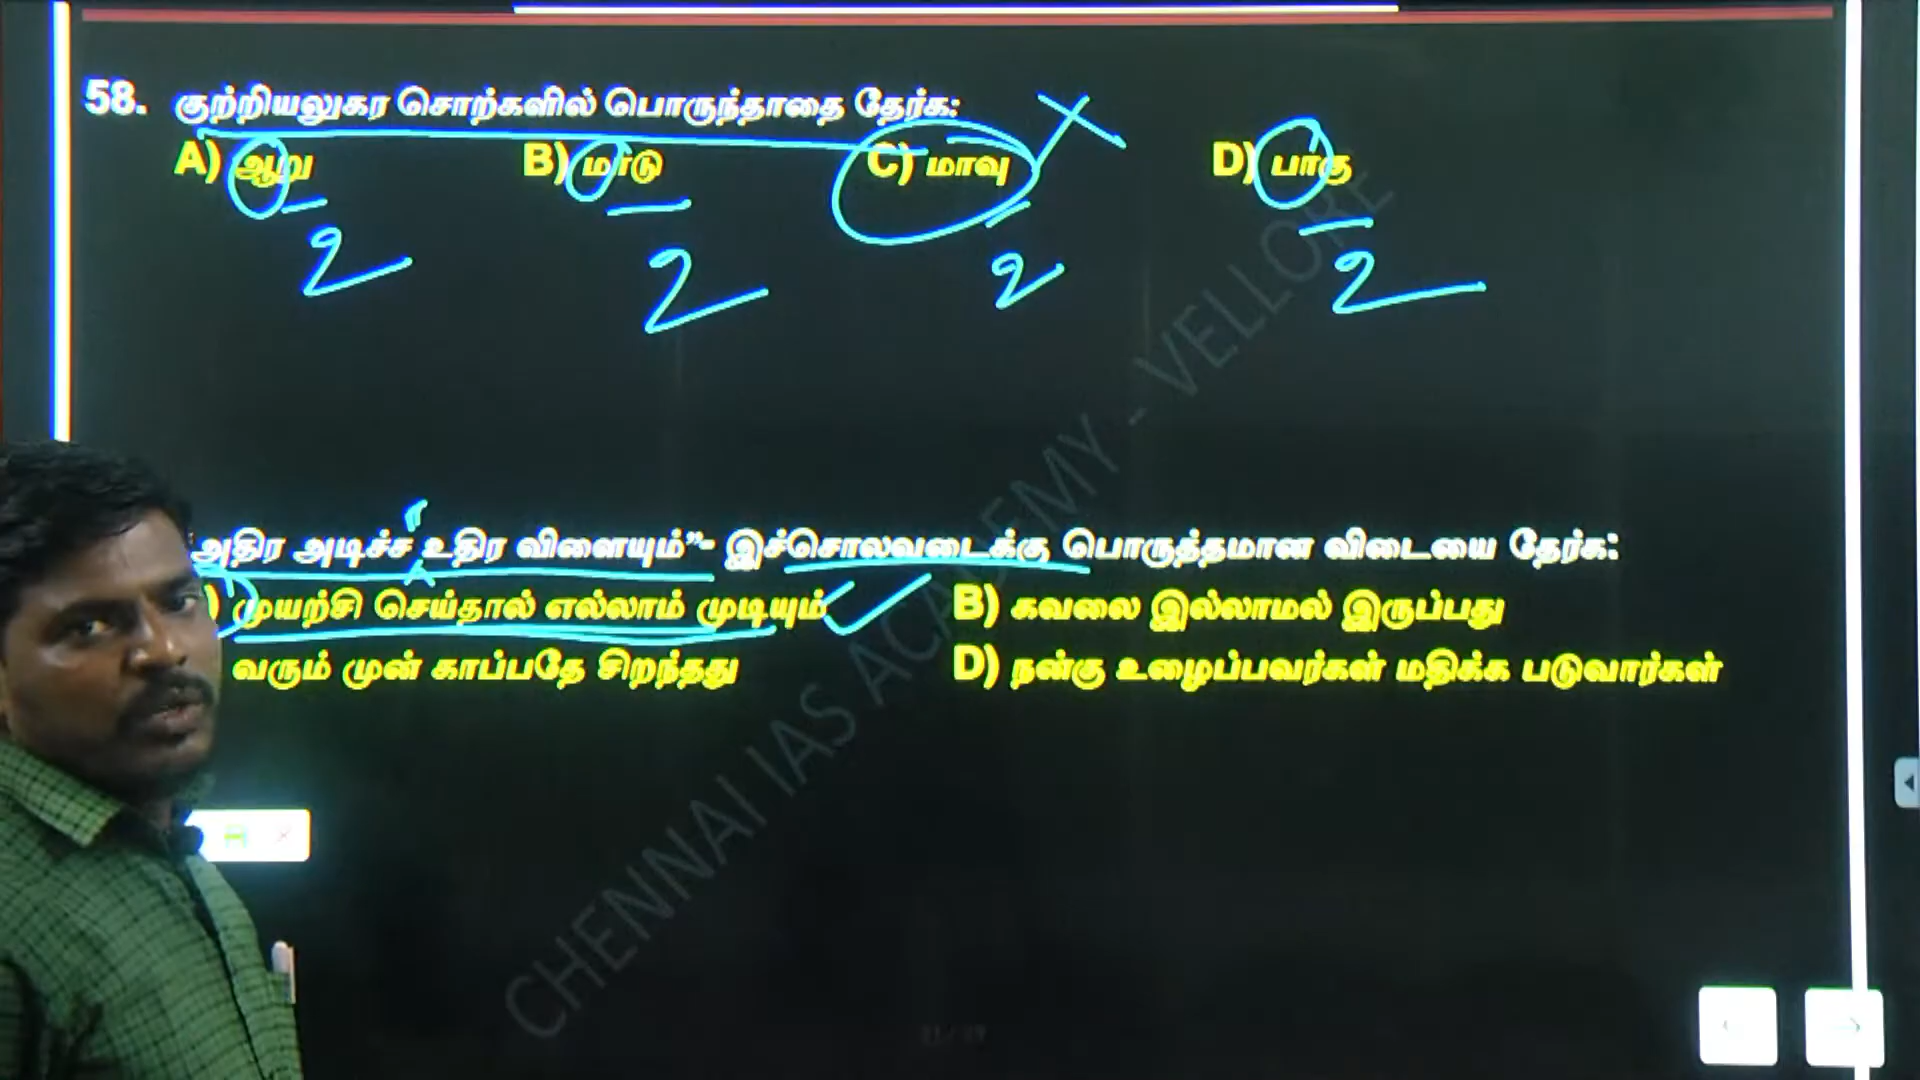 58. குற்றியலுகர சொற்களில் பொருந்தாதை தேர்க:
A) ஆறு B) மாடு C) மாவு D) பாகு
உ உ உ உ
அதிர அடிச்ச உதிர விளையும்”- இச்சொலவடைக்கு பொருத்தமான விடையை தேர்க:
முயற்சி செய்தால் எல்லாம் முடியும் B) கவலை இல்லாமல் இருப்பது
வரும் முன் காப்பதே சிறந்தது D) நன்கு உழைப்பவர்கள் மதிக்க படுவார்கள்
CHENNAI IAS ACADEMY - VELLORE